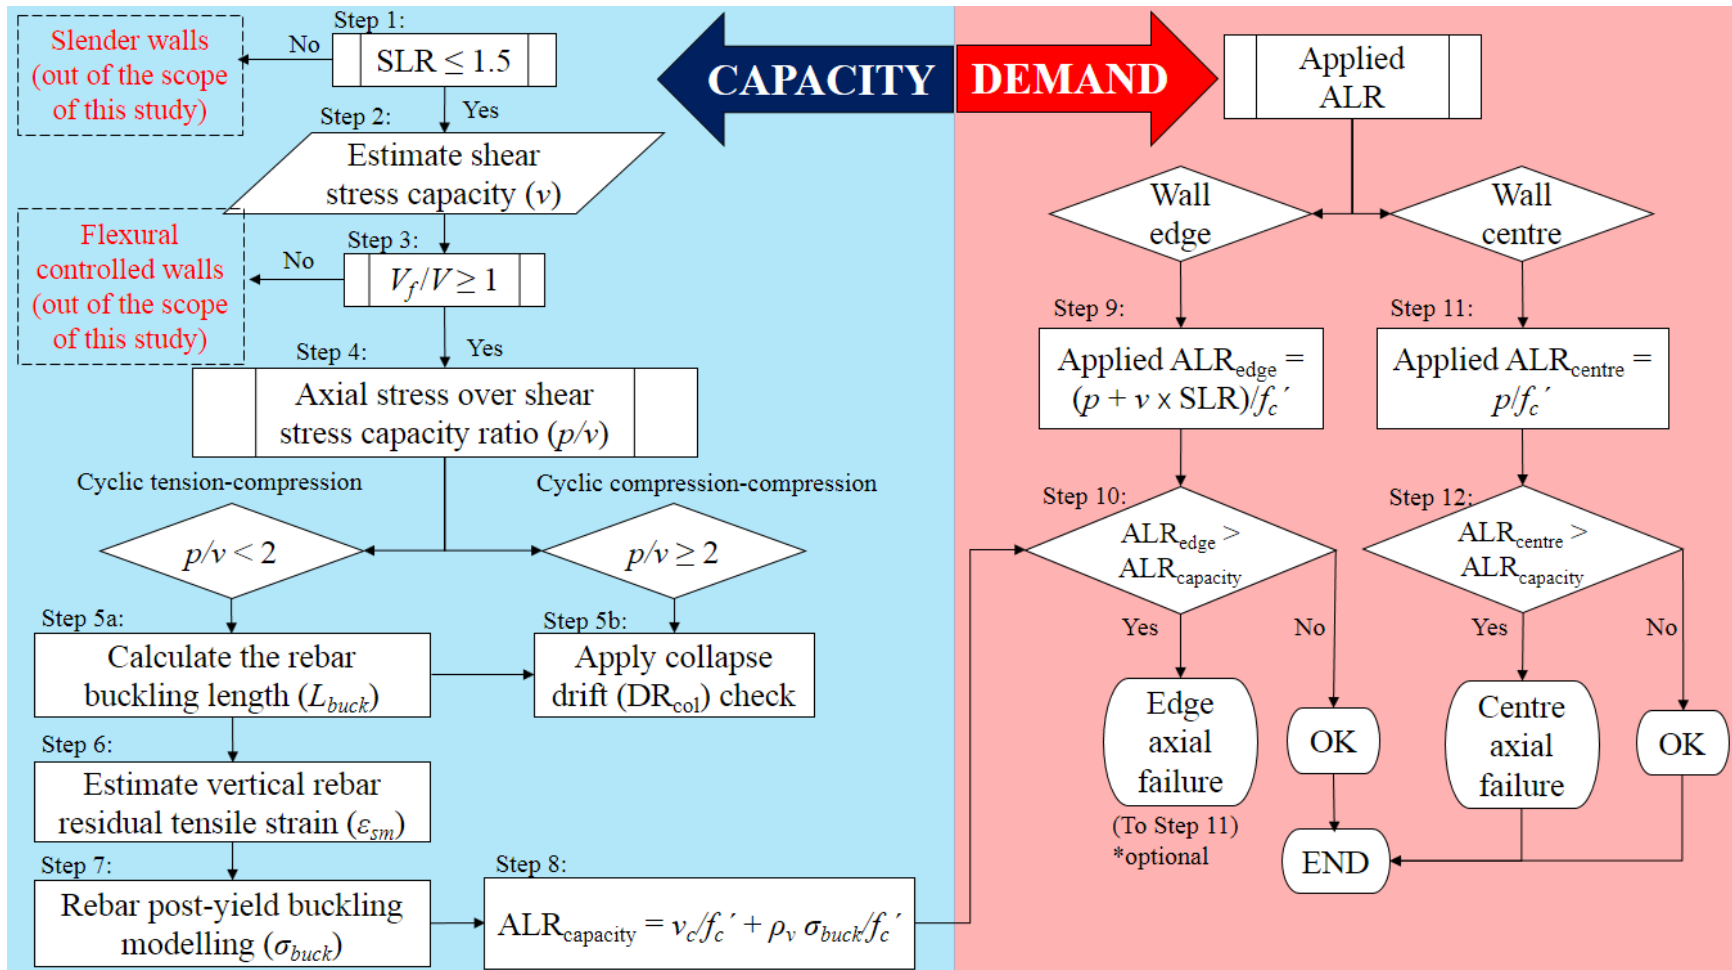 Step 1:
Slender walls
(out of the
scope
of this study)
No
SLR ≤ 1.5
Yes
CAPACITY
DEMAND
Applied
ALR
Step 2:
Estimate shear
stress capacity (v)
Flexural
controlled walls
(out of the scope
of this study)
No
Step 3:
V_f/V ≥ 1
Yes
Step 4:
Axial stress over shear
stress capacity ratio (p/v)
Cyclic tension-compression
Cyclic compression-compression
p/v < 2
p/v ≥ 2
Step 5a:
Calculate the rebar
buckling length (L_buck)
Step 5b:
Apply collapse
drift (DR_col) check
Step 6:
Estimate vertical rebar
residual tensile strain (ε_sm)
Step 7:
Rebar post-yield buckling
modelling (σ_buck)
Step 8:
ALR_capacity = v_c/f_c´ + ρ_v σ_buck/f_c´
Wall
edge
Wall
centre
Step 9:
Applied ALR_edge =
(p + v x SLR)/f_c´
Step 11:
Applied ALR_centre =
p/f_c´
Step 10:
ALR_edge >
ALR_capacity
Yes
No
Step 12:
ALR_centre >
ALR_capacity
Yes
No
Edge
axial
failure
(To Step 11)
*optional
OK
Centre
axial
failure
OK
END